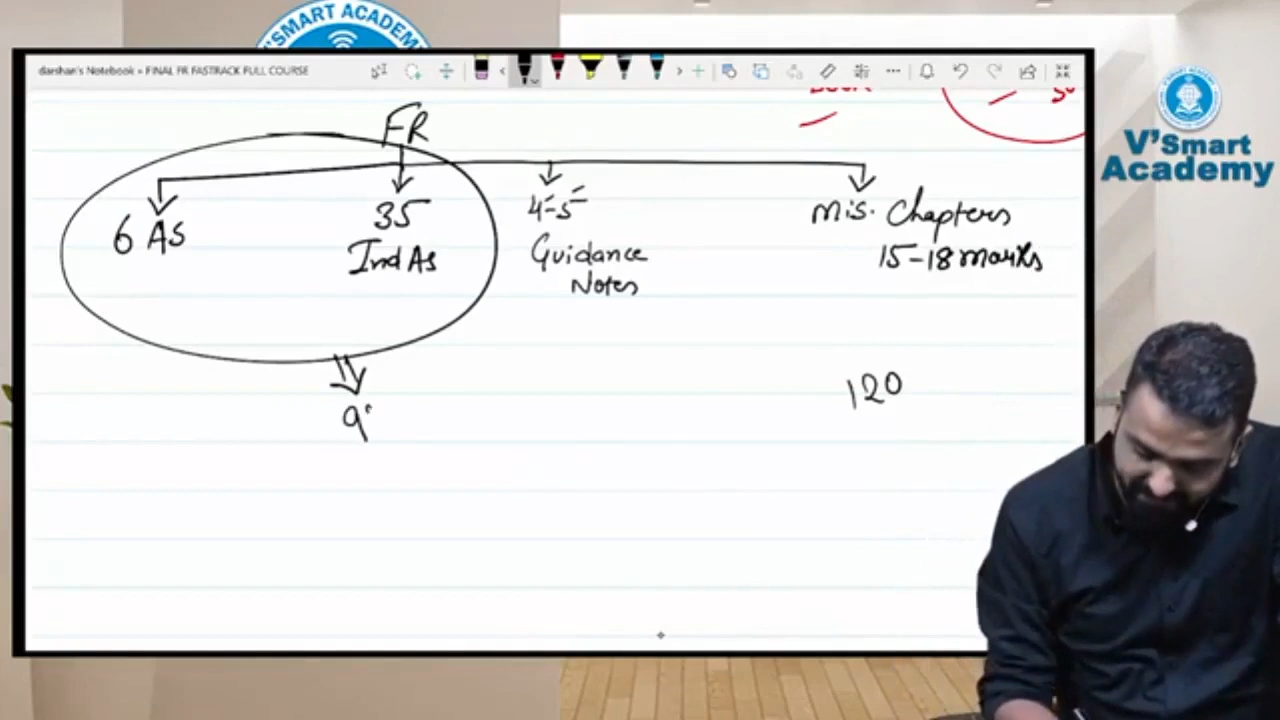 V'SMART ACADEMY
darshan's Notebook » FINAL FR FASTRACK FULL COURSE
V'Smart
Academy
FR
6 AS
35
Ind As
4-5
Guidance
Notes
Mis. Chapters
15-18 marks
120
9